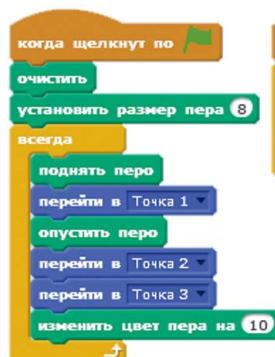 когда щелкнут по
очистить
установить размер пера 8
всегда
поднять перо
перейти в Точка 1
опустить перо
перейти в Точка 2
перейти в Точка 3
изменить цвет пера на 10